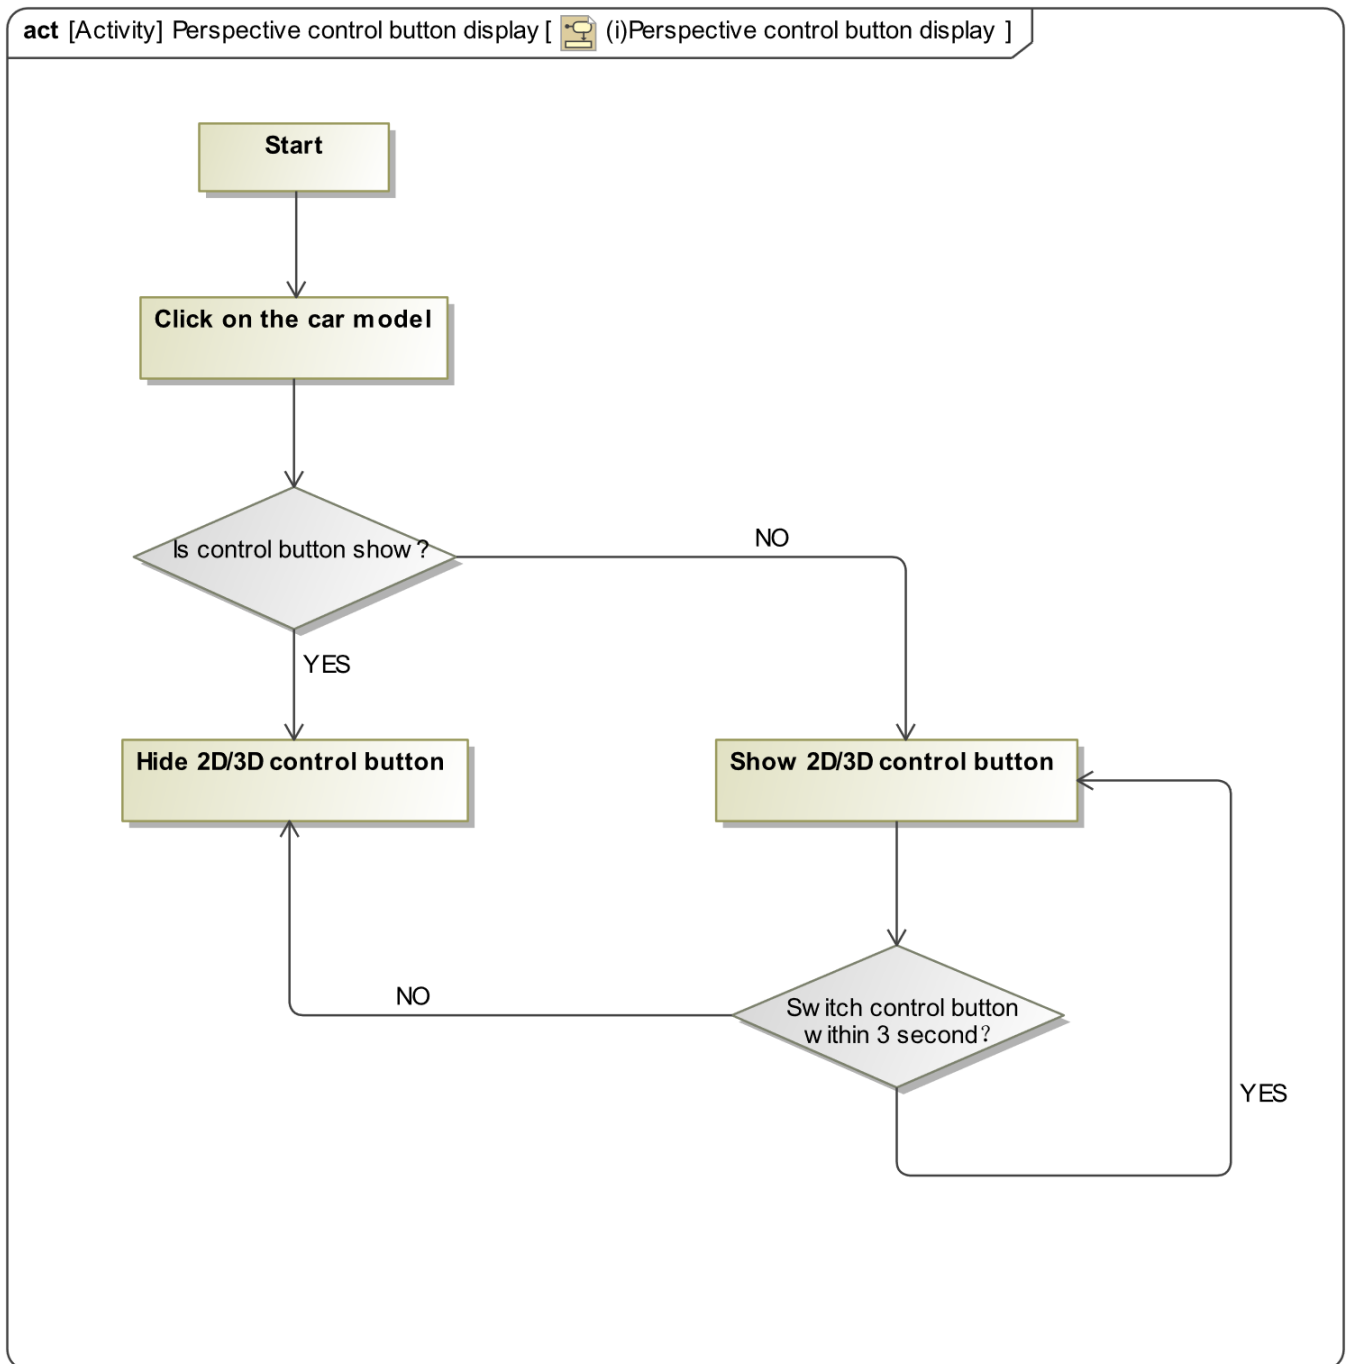 act [Activity] Perspective control button display [ (i)Perspective control button display ]
Start
Click on the car model
Is control button show ?
NO
YES
Hide 2D/3D control button
Show 2D/3D control button
NO
Switch control button
within 3 second?
YES